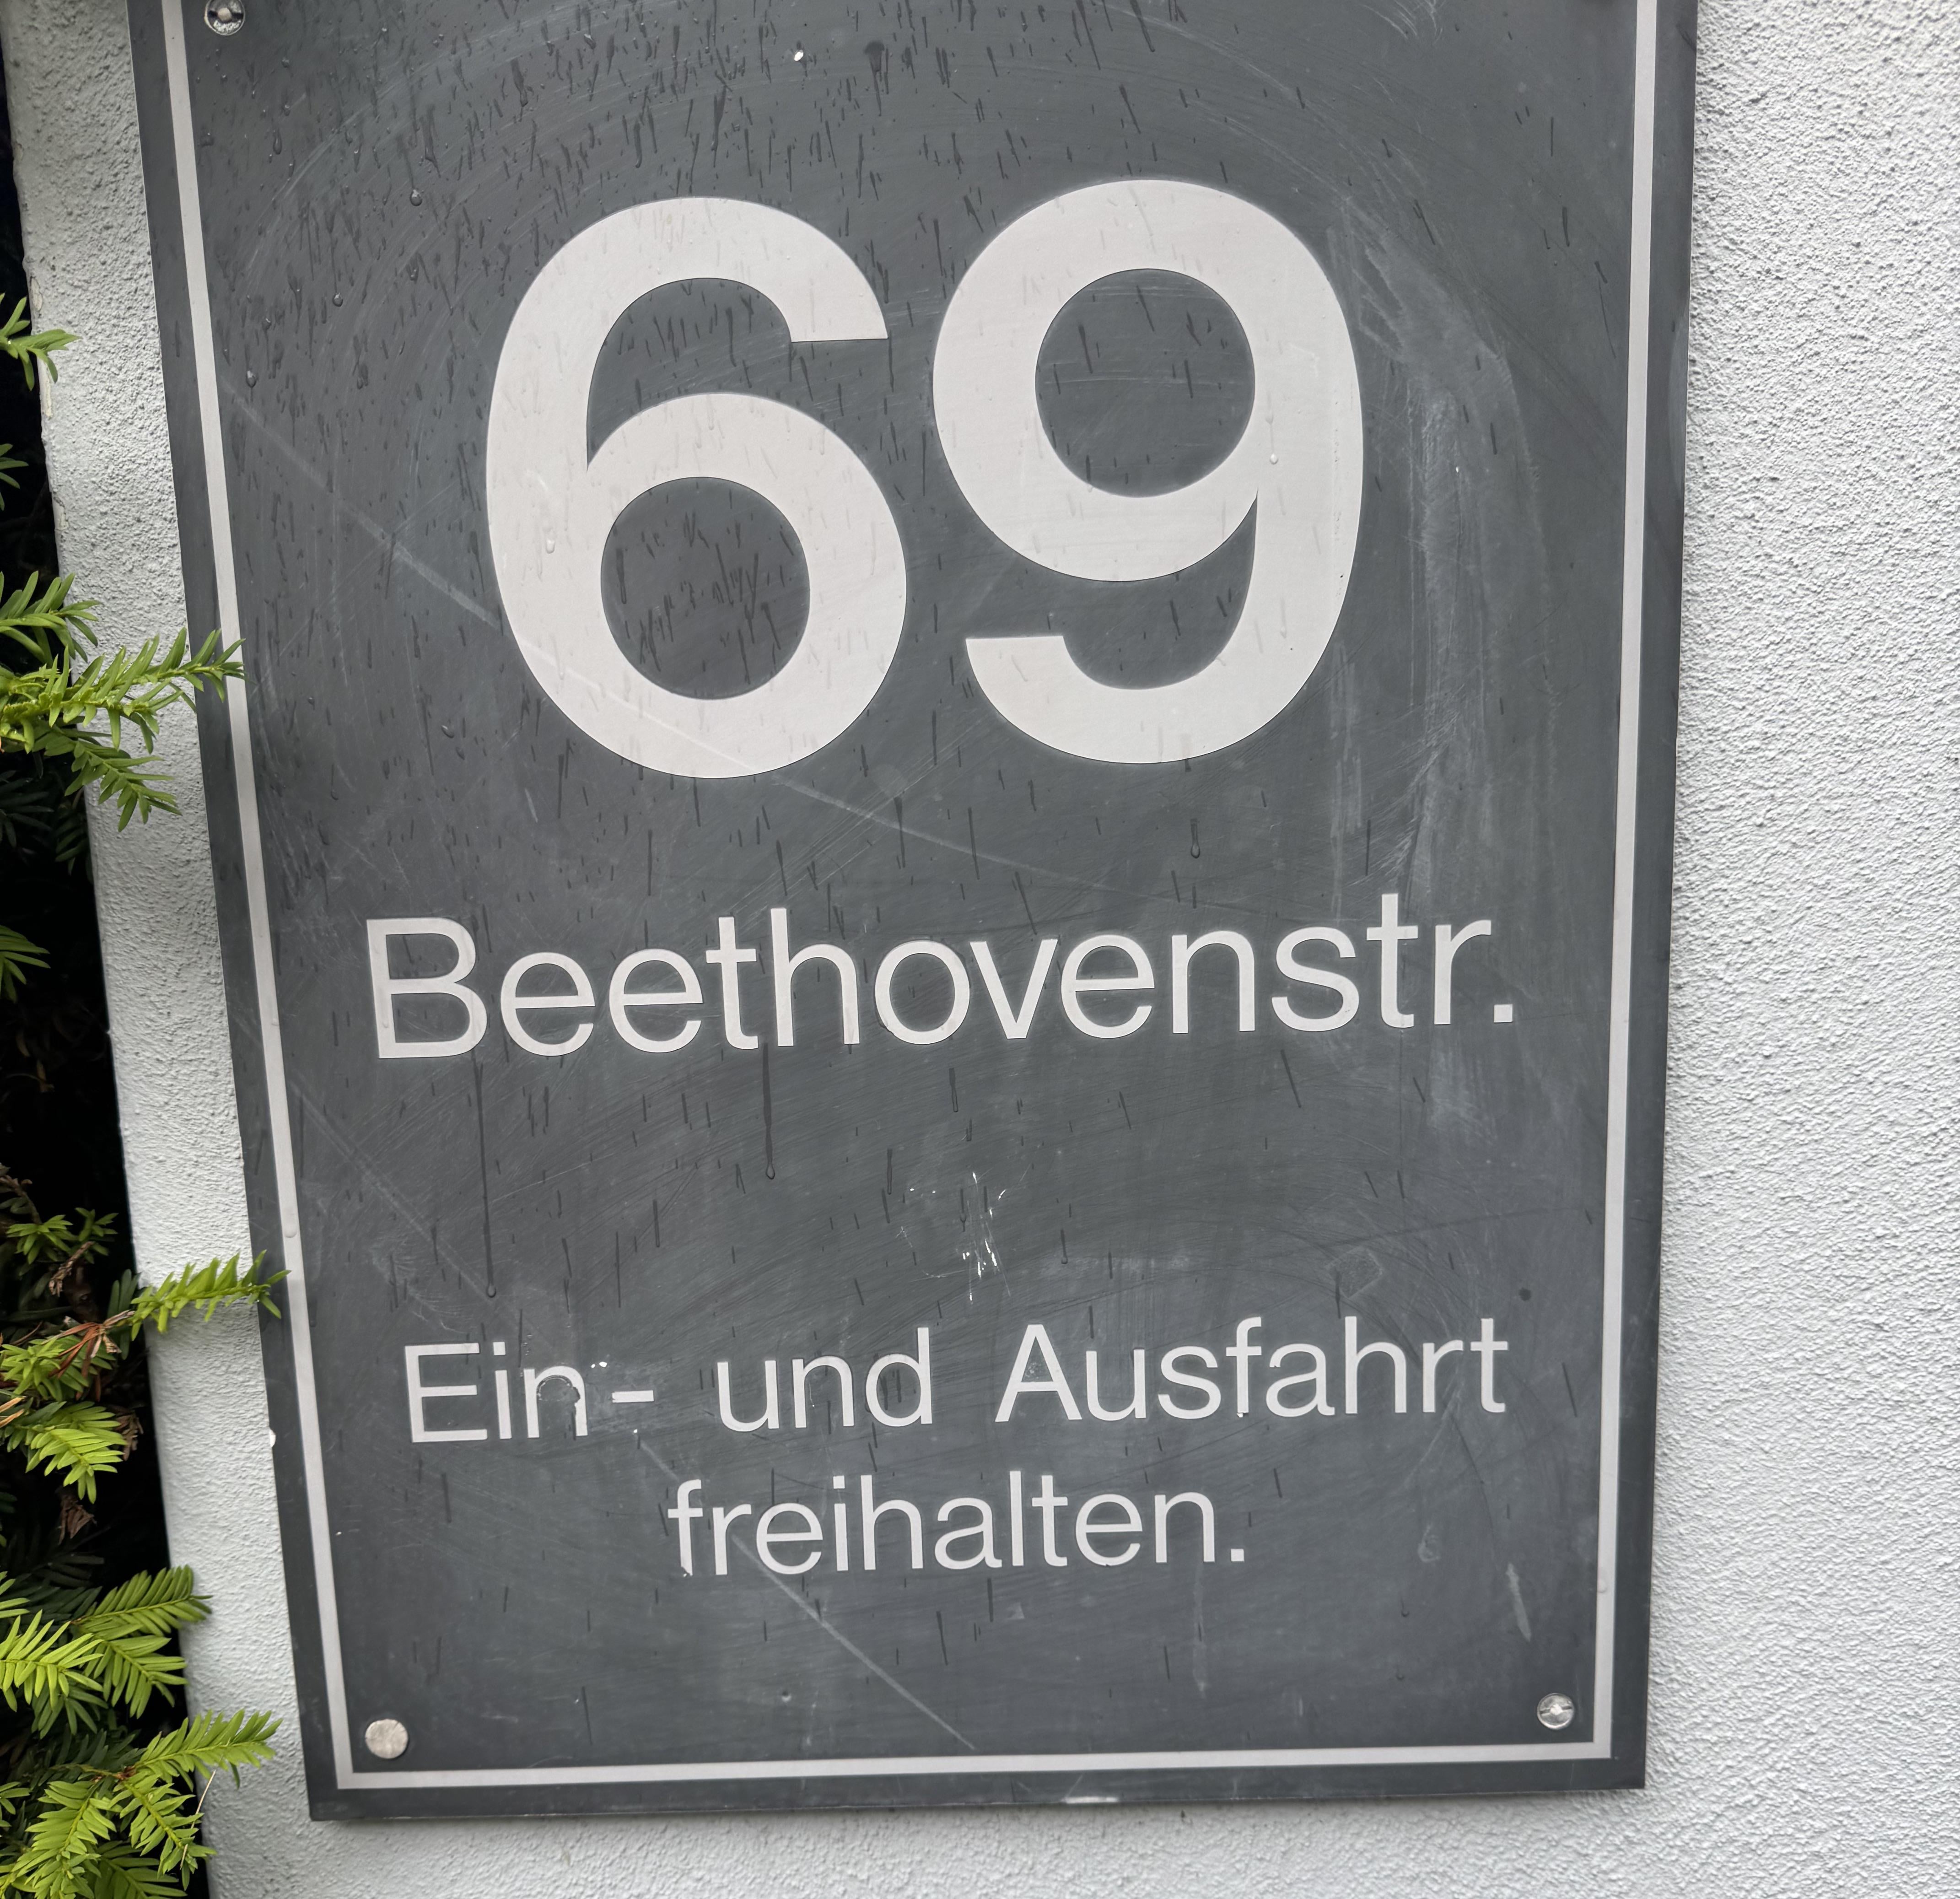 69
Beethovenstr.
Ein- und Ausfahrt
freihalten.